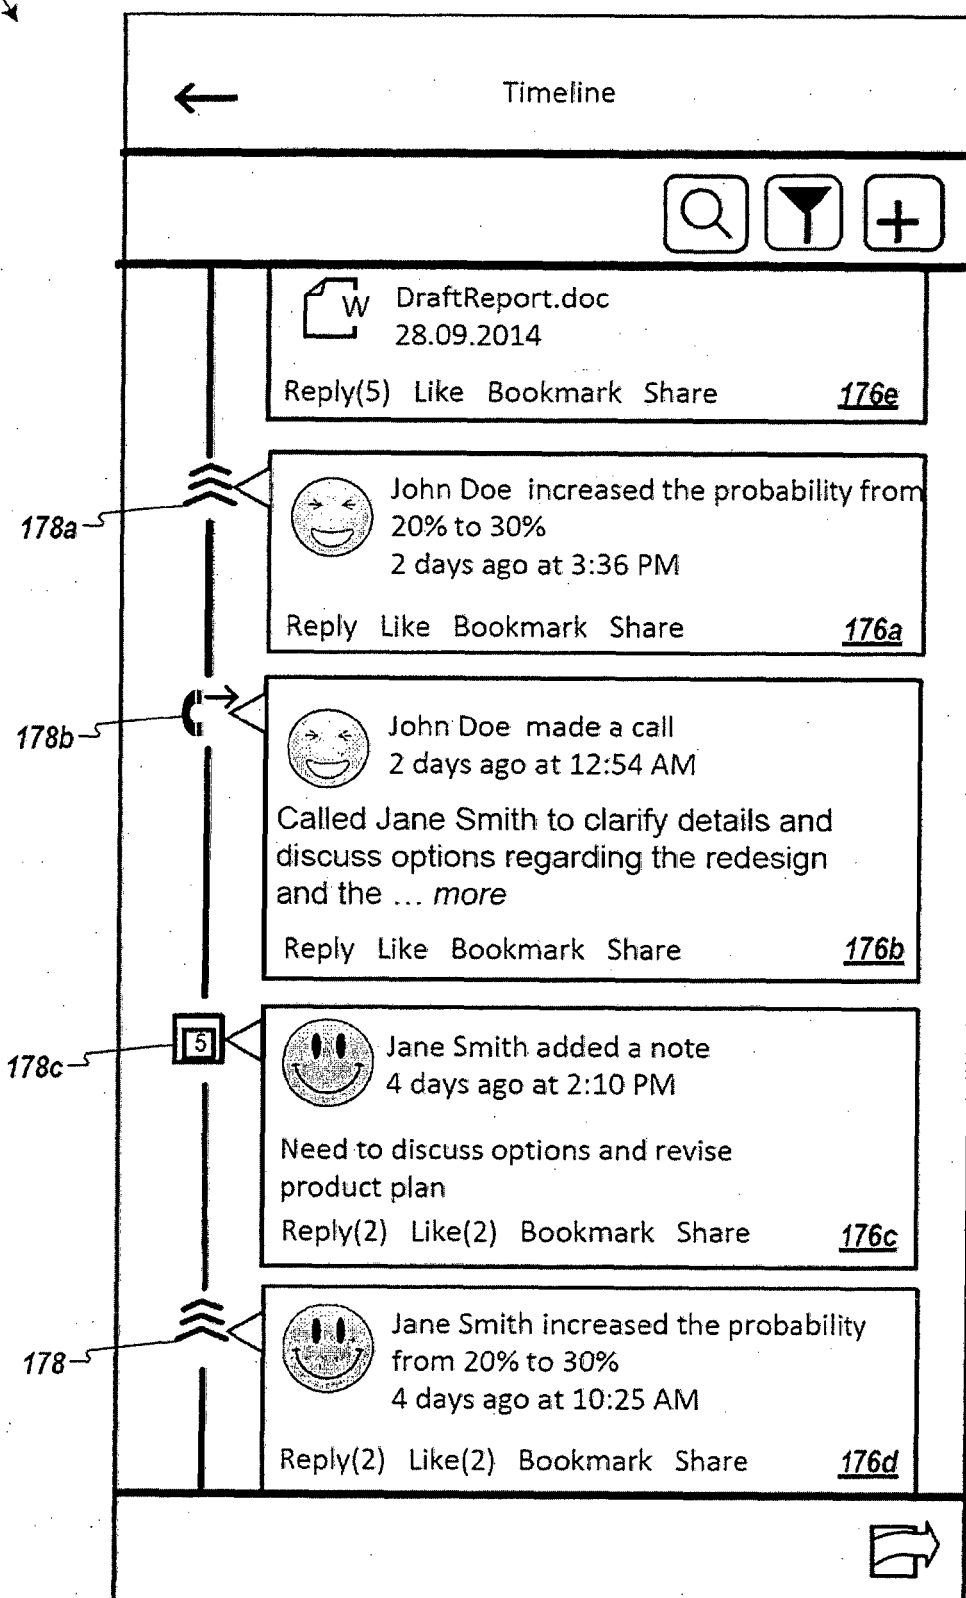 Timeline
W DraftReport.doc
28.09.2014
Reply(5) Like Bookmark Share 176e
John Doe increased the probability from
20% to 30%
2 days ago at 3:36 PM
178a
Reply Like Bookmark Share 176a
John Doe made a call
2 days ago at 12:54 AM
178b
Called Jane Smith to clarify details and
discuss options regarding the redesign
and the ... more
Reply Like Bookmark Share 176b
5
Jane Smith added a note
4 days ago at 2:10 PM
178c
Need to discuss options and revise
product plan
Reply(2) Like(2) Bookmark Share 176c
Jane Smith increased the probability
from 20% to 30%
4 days ago at 10:25 AM
178
Reply(2) Like(2) Bookmark Share 176d